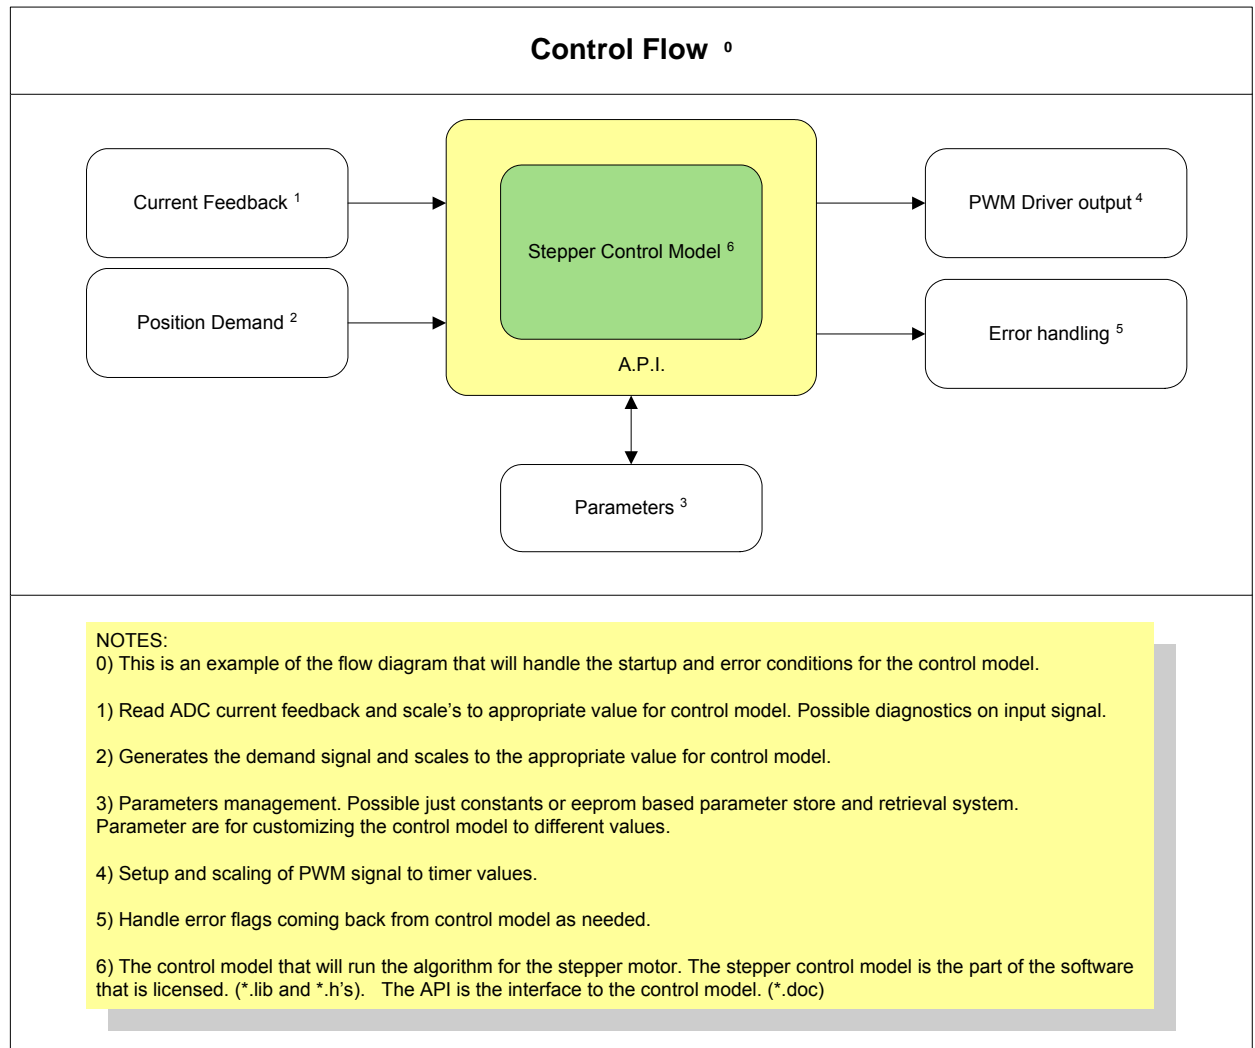 Control Flow 0
Current Feedback 1
Position Demand 2
Stepper Control Model 6
A.P.I.
PWM Driver output 4
Error handling 5
Parameters 3
NOTES:
0) This is an example of the flow diagram that will handle the startup and error conditions for the control model.
1) Read ADC current feedback and scale's to appropriate value for control model. Possible diagnostics on input signal.
2) Generates the demand signal and scales to the appropriate value for control model.
3) Parameters management. Possible just constants or eeprom based parameter store and retrieval system.
Parameter are for customizing the control model to different values.
4) Setup and scaling of PWM signal to timer values.
5) Handle error flags coming back from control model as needed.
6) The control model that will run the algorithm for the stepper motor. The stepper control model is the part of the software
that is licensed. (*.lib and *.h's).   The API is the interface to the control model. (*.doc)